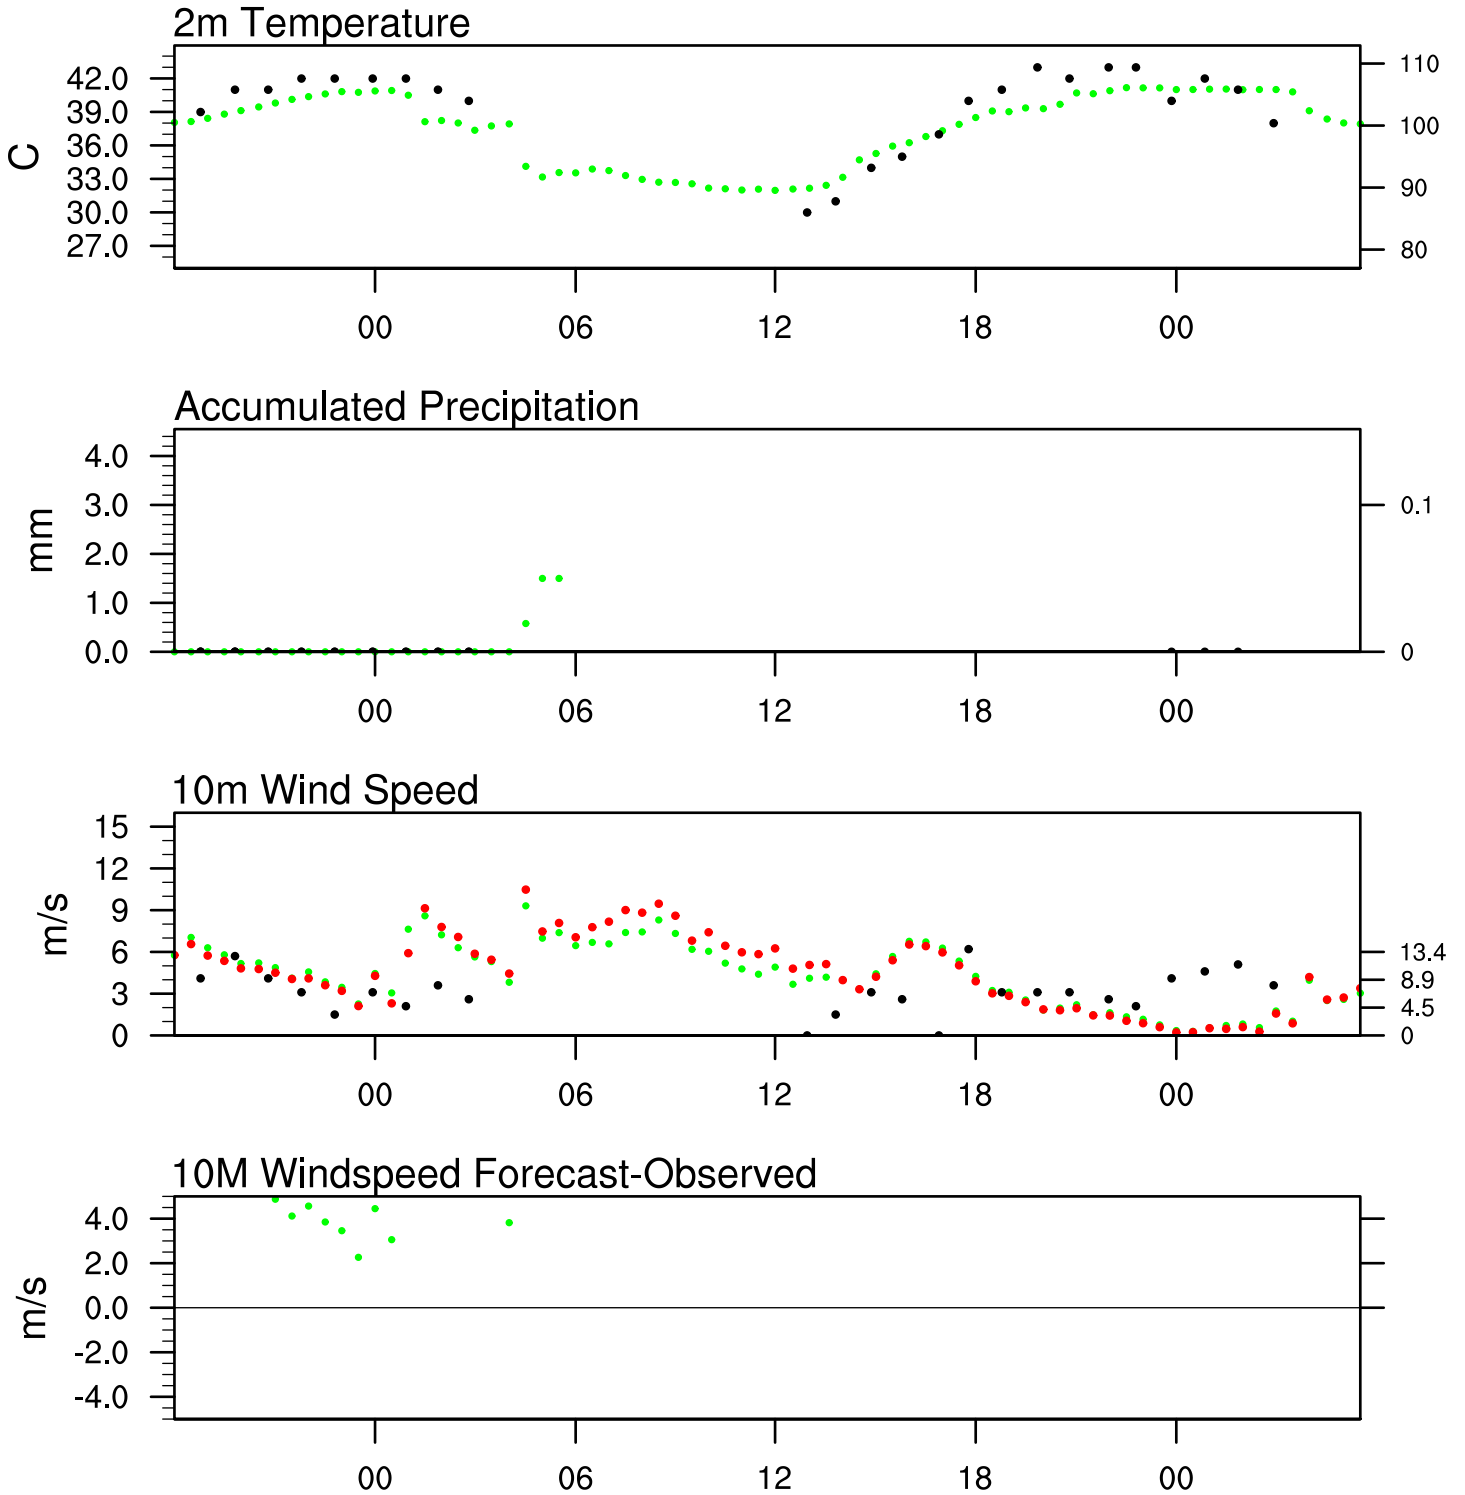 2m Temperature
C
42.0
39.0
36.0
33.0
30.0
27.0
110
100
90
80
00 06 12 18 00
Accumulated Precipitation
mm
4.0
3.0
2.0
1.0
0.0
0.1
0
00 06 12 18 00
10m Wind Speed
m/s
15
12
9
6
3
0
13.4
8.9
4.5
0
00 06 12 18 00
10M Windspeed Forecast-Observed
m/s
4.0
2.0
0.0
-2.0
-4.0
00 06 12 18 00